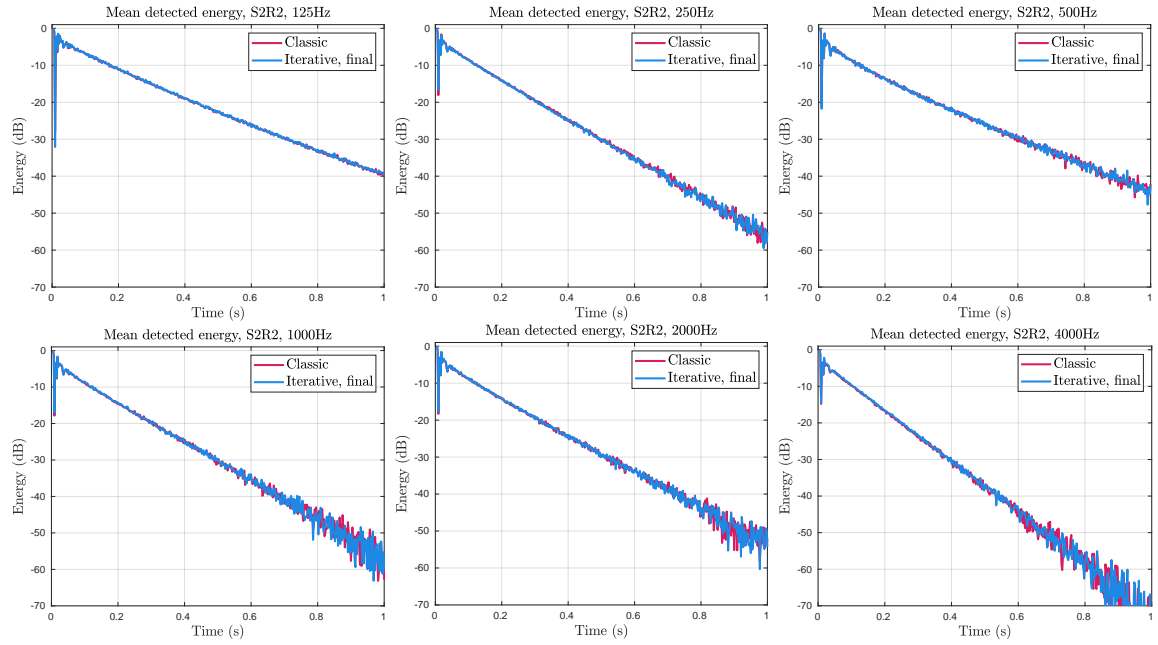 Mean detected energy, S2R2, 125Hz
Classic
Iterative, final
Energy (dB)
0
-10
-20
-30
-40
-50
-60
-70
0 0.2 0.4 0.6 0.8 1
Time (s)
Mean detected energy, S2R2, 250Hz
Classic
Iterative, final
Energy (dB)
0
-10
-20
-30
-40
-50
-60
-70
0 0.2 0.4 0.6 0.8 1
Time (s)
Mean detected energy, S2R2, 500Hz
Classic
Iterative, final
Energy (dB)
0
-10
-20
-30
-40
-50
-60
-70
0 0.2 0.4 0.6 0.8 1
Time (s)
Mean detected energy, S2R2, 1000Hz
Classic
Iterative, final
Energy (dB)
0
-10
-20
-30
-40
-50
-60
-70
0 0.2 0.4 0.6 0.8 1
Time (s)
Mean detected energy, S2R2, 2000Hz
Classic
Iterative, final
Energy (dB)
0
-10
-20
-30
-40
-50
-60
-70
0 0.2 0.4 0.6 0.8 1
Time (s)
Mean detected energy, S2R2, 4000Hz
Classic
Iterative, final
Energy (dB)
0
-10
-20
-30
-40
-50
-60
-70
0 0.2 0.4 0.6 0.8 1
Time (s)